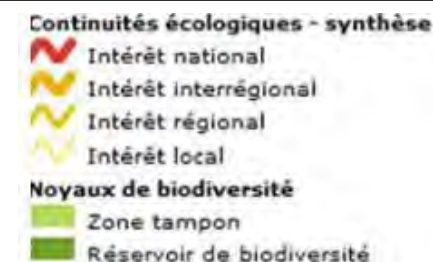 Continuités écologiques - synthèse
Intérêt national
Intérêt interrégional
Intérêt régional
Intérêt local
Noyaux de biodiversité
Zone tampon
Réservoir de biodiversité